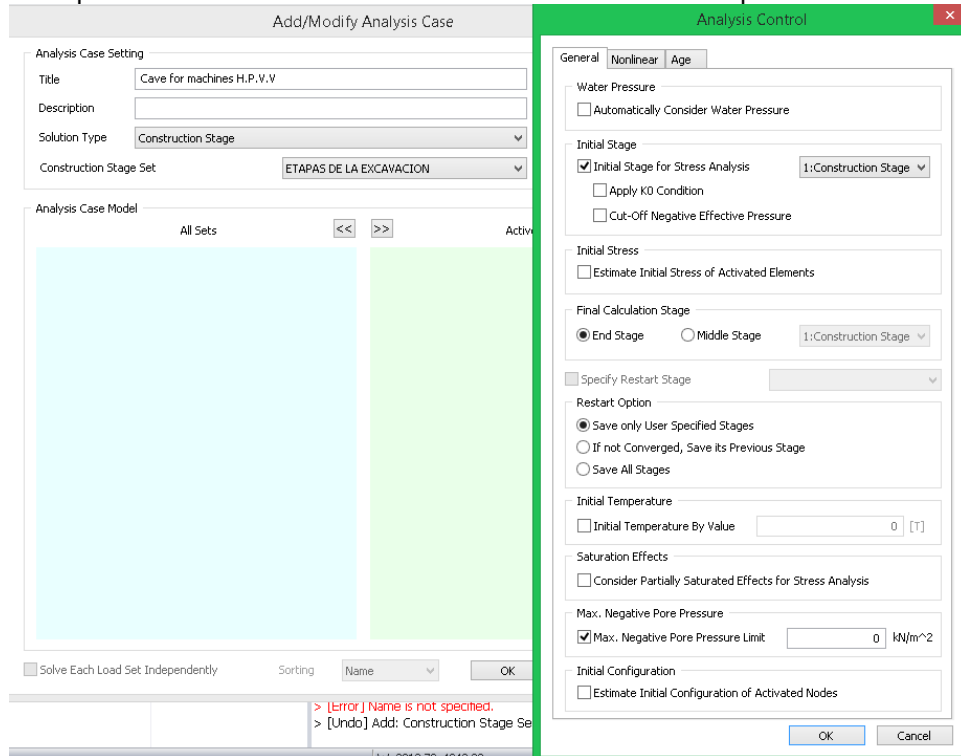 Add/Modify Analysis Case
Analysis Case Setting
Title Cave for machines H.P.V.V
Description
Solution Type Construction Stage
Construction Stage Set ETAPAS DE LA EXCAVACION
Analysis Case Model
All Sets << >>
> [Error] Name is not specified.
> [Undo] Add: Construction Stage Se
Solve Each Load Set Independently Sorting Name OK
Analysis Control
General Nonlinear Age
Water Pressure
Automatically Consider Water Pressure
Initial Stage
Initial Stage for Stress Analysis 1:Construction Stage
Apply K0 Condition
Cut-Off Negative Effective Pressure
Initial Stress
Estimate Initial Stress of Activated Elements
Final Calculation Stage
End Stage Middle Stage 1:Construction Stage
Specify Restart Stage
Restart Option
Save only User Specified Stages
If not Converged, Save its Previous Stage
Save All Stages
Initial Temperature
Initial Temperature By Value 0 [T]
Saturation Effects
Consider Partially Saturated Effects for Stress Analysis
Max. Negative Pore Pressure
Max. Negative Pore Pressure Limit 0 kN/m^2
Initial Configuration
Estimate Initial Configuration of Activated Nodes
OK Cancel